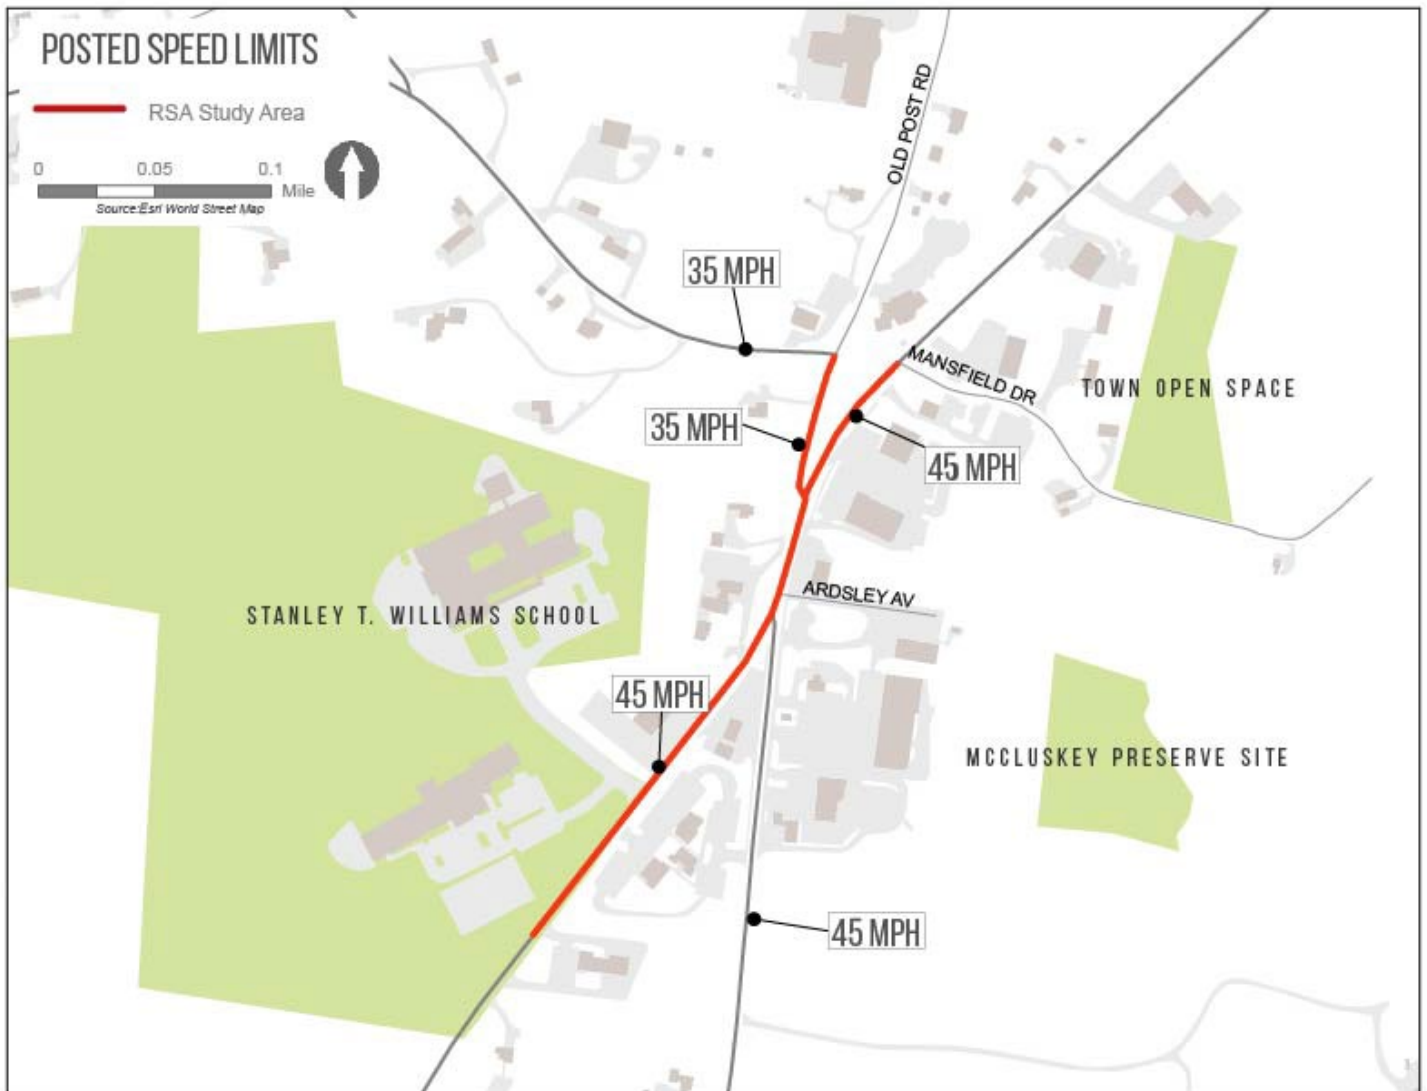 POSTED SPEED LIMITS
RSA Study Area
0 0.05 0.1
Mile
Source:Esri World Street Map
OLD POST RD
35 MPH
MANSFIELD DR
TOWN OPEN SPACE
35 MPH
45 MPH
ARDSLEY AV
STANLEY T. WILLIAMS SCHOOL
45 MPH
MCCLUSKEY PRESERVE SITE
45 MPH